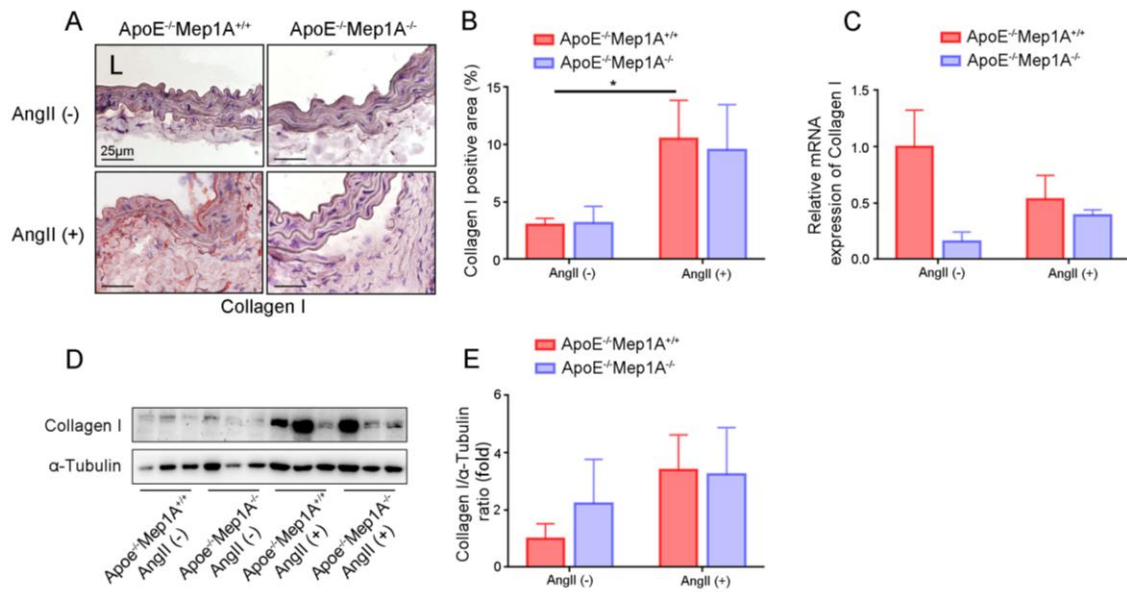 A
ApoE⁻/⁻Mep1A⁺/⁺ ApoE⁻/⁻Mep1A⁻/⁻
L
AngII (-)
25μm
AngII (+)
Collagen I
B
ApoE⁻/⁻Mep1A⁺/⁺
ApoE⁻/⁻Mep1A⁻/⁻
Collagen I positive area (%)
15
10
5
0
*
AngII (-) AngII (+)
C
ApoE⁻/⁻Mep1A⁺/⁺
ApoE⁻/⁻Mep1A⁻/⁻
Relative mRNA
expression of Collagen I
1.5
1.0
0.5
0.0
AngII (-) AngII (+)
D
Collagen I
α-Tubulin
Apoe⁻/⁻Mep1A⁺/⁺
AngII (-)
Apoe⁻/⁻Mep1A⁻/⁻
AngII (-)
Apoe⁻/⁻Mep1A⁺/⁺
AngII (+)
Apoe⁻/⁻Mep1A⁻/⁻
AngII (+)
E
ApoE⁻/⁻Mep1A⁺/⁺
ApoE⁻/⁻Mep1A⁻/⁻
Collagen I/α-Tubulin
ratio (fold)
6
4
2
0
AngII (-) AngII (+)